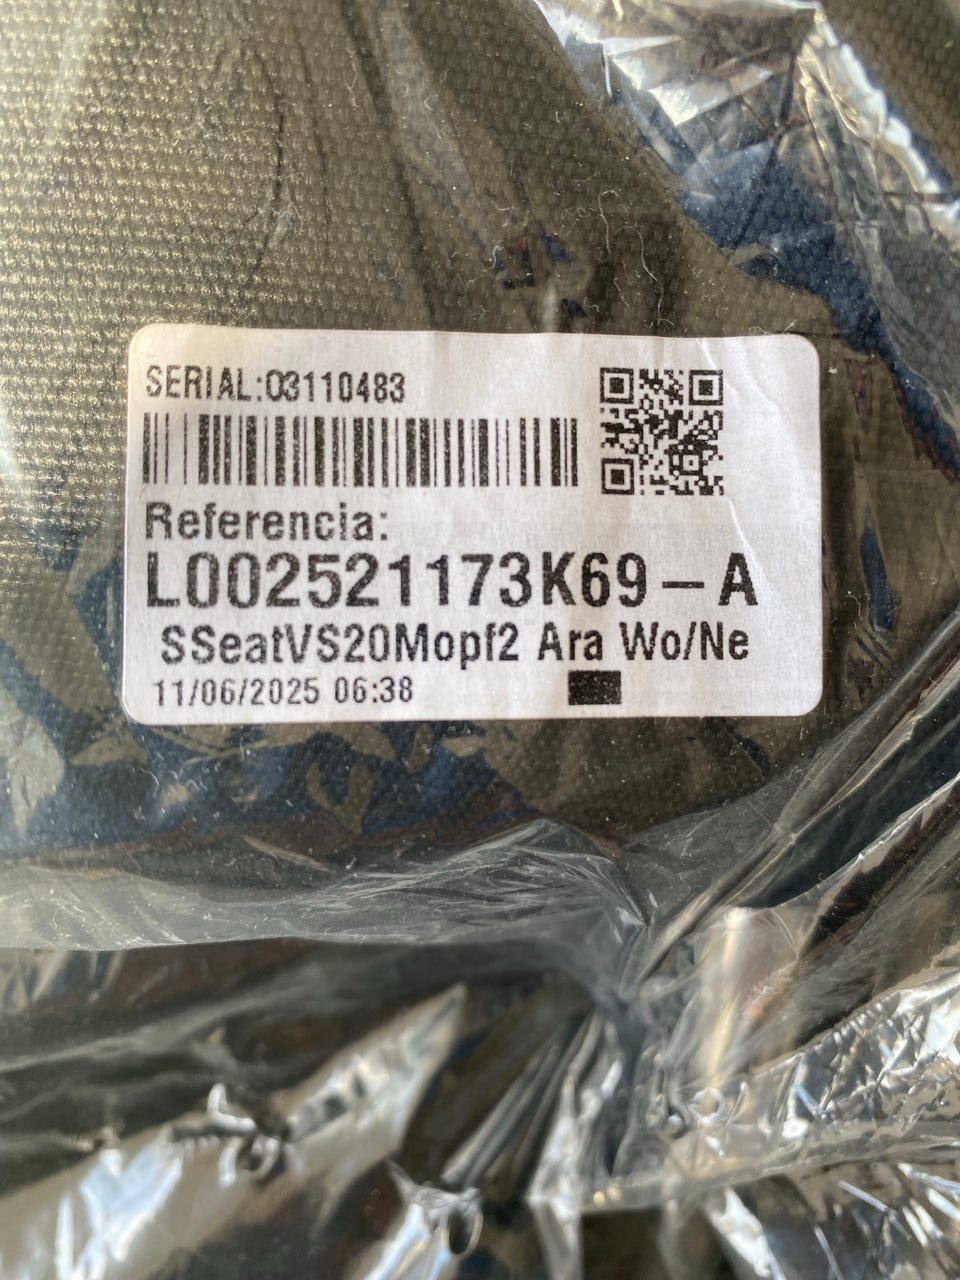 SERIAL:03110483
Referencia:
L002521173K69-A
SSeatVS20Mopf2 Ara Wo/Ne
11/06/2025 06:38